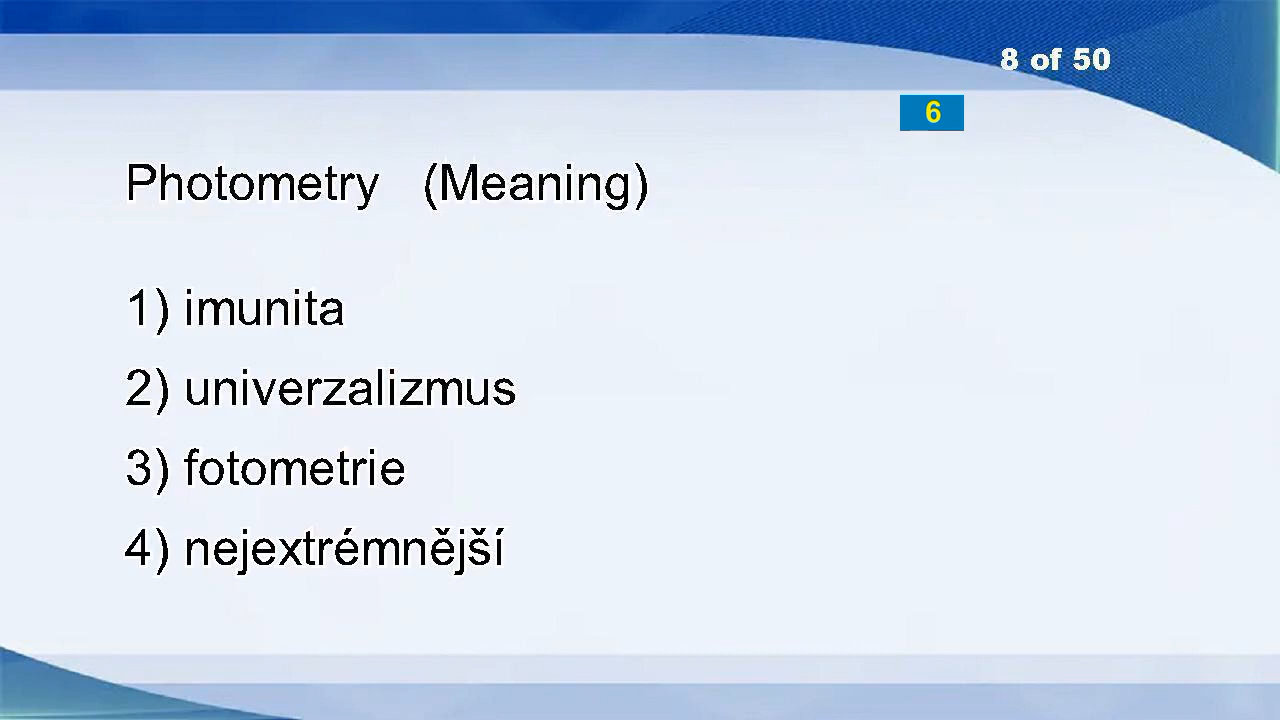 8 of 50
6
Photometry (Meaning)
1) imunita
2) univerzalizmus
3) fotometrie
4) nejextrémnější